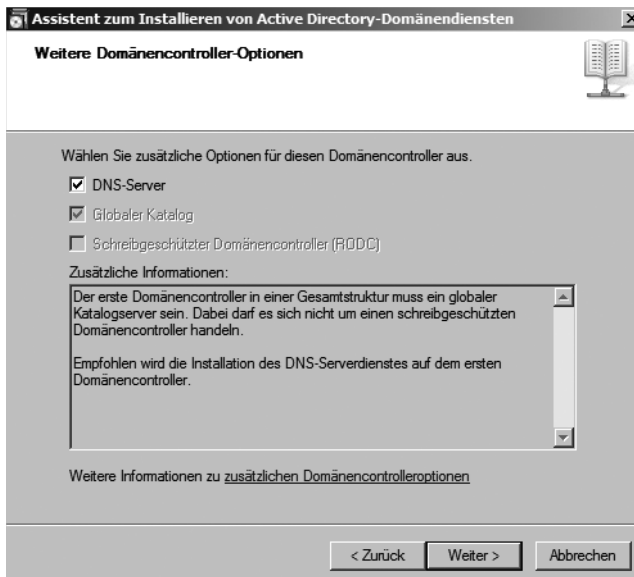 Assistent zum Installieren von Active Directory-Domänendiensten
Weitere Domänencontroller-Optionen
Wählen Sie zusätzliche Optionen für diesen Domänencontroller aus.
DNS-Server
Globaler Katalog
Schreibgeschützter Domänencontroller (RODC)
Zusätzliche Informationen:
Der erste Domänencontroller in einer Gesamtstruktur muss ein globaler
Katalogserver sein. Dabei darf es sich nicht um einen schreibgeschützten
Domänencontroller handeln.
Empfohlen wird die Installation des DNS-Serverdienstes auf dem ersten
Domänencontroller.
Weitere Informationen zu zusätzlichen Domänencontrolleroptionen
< Zurück Weiter > Abbrechen